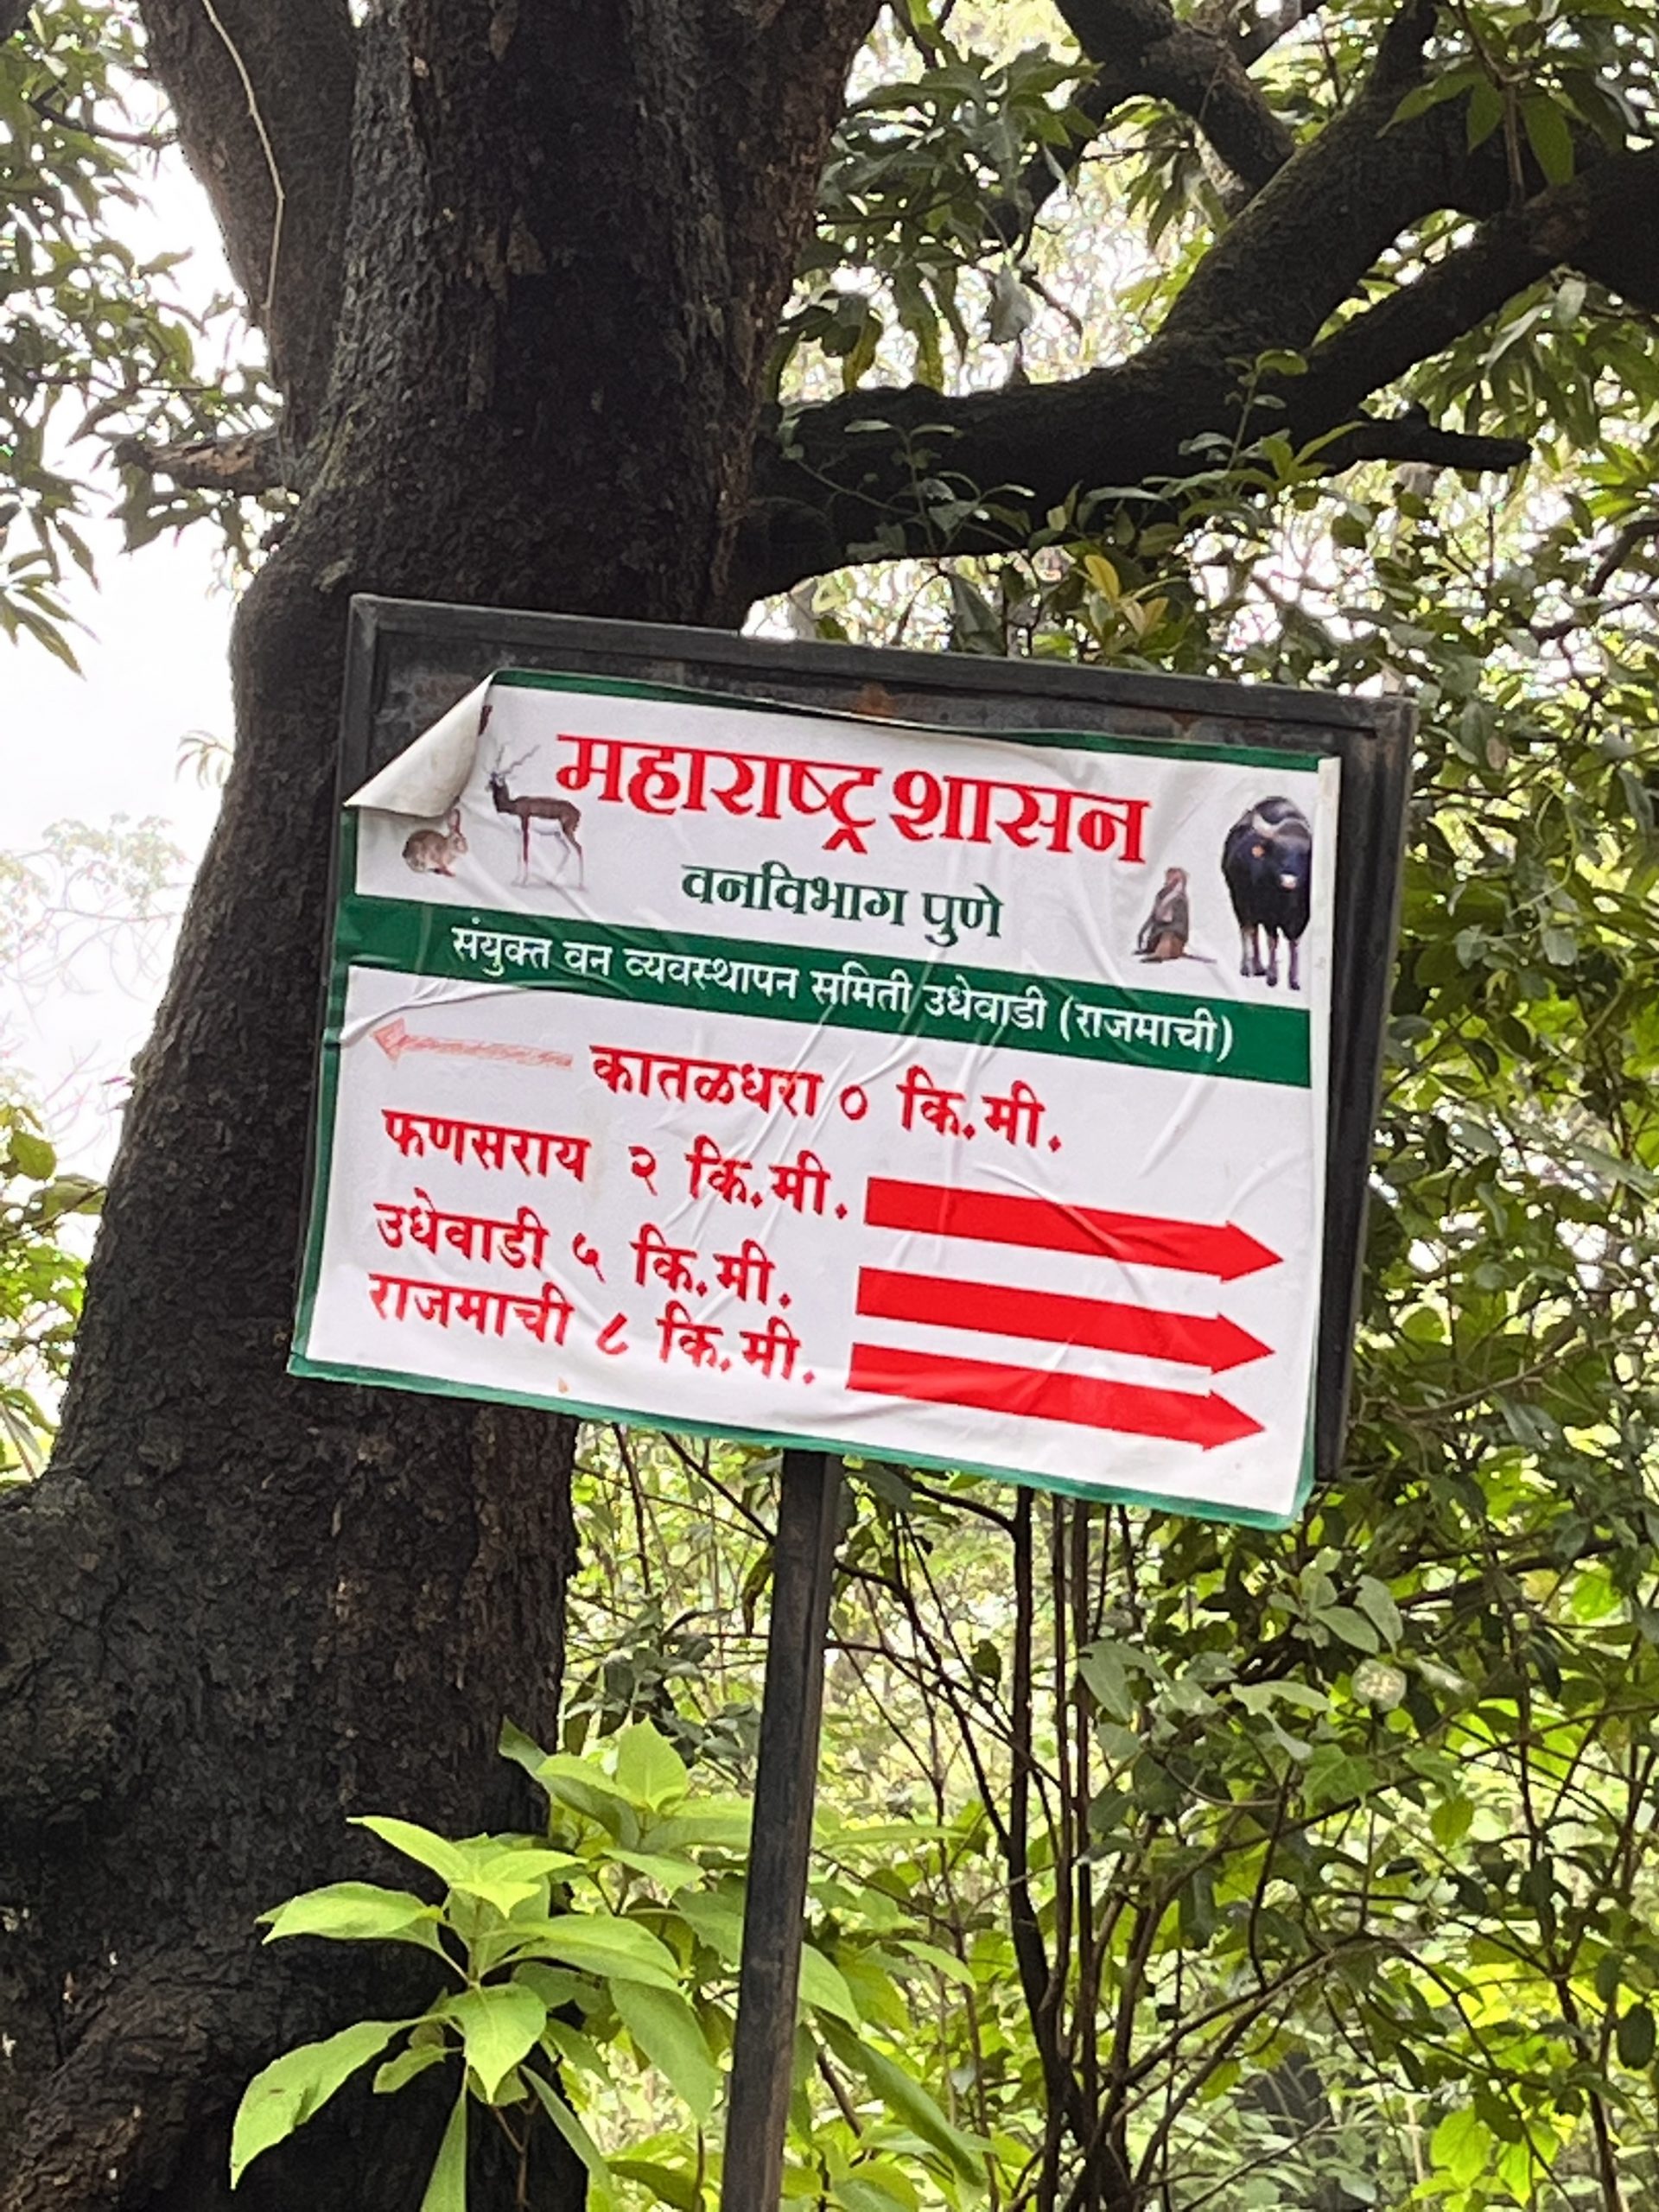 महाराष्ट्र शासन
वनविभाग पुणे
संयुक्त वन व्यवस्थापन समिती उधेवाडी (राजमाची)
कातळधरा ० कि.मी.
फणसराय २ कि.मी.
उधेवाडी ५ कि.मी.
राजमाची ८ कि.मी.